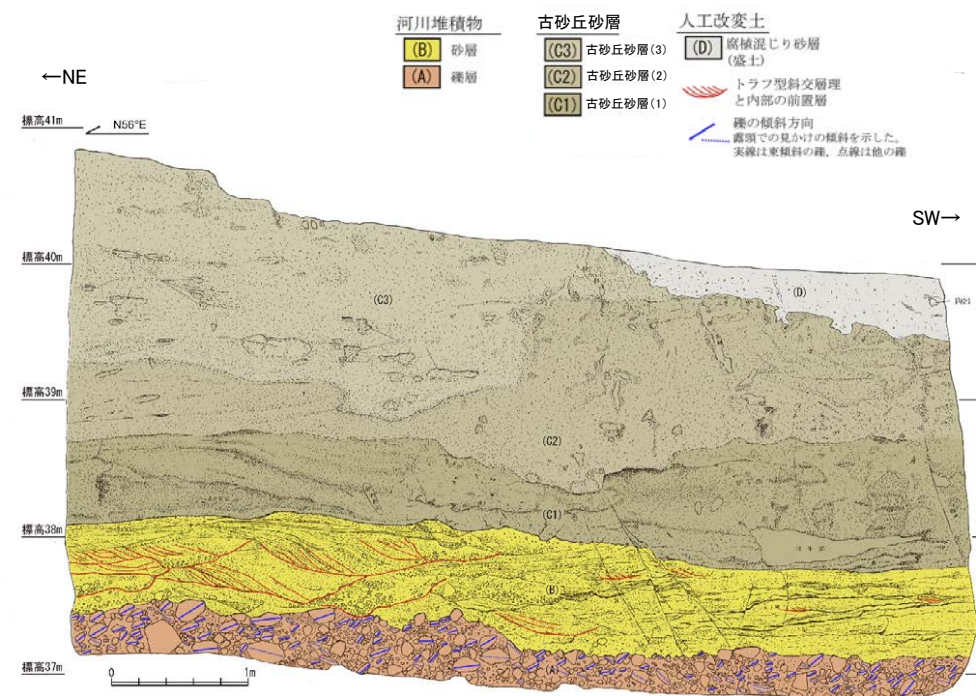 河川堆積物
(B) 砂層
(A) 礫層
古砂丘砂層
(C3) 古砂丘砂層(3)
(C2) 古砂丘砂層(2)
(C1) 古砂丘砂層(1)
人工改変土
(D) 腐植混じり砂層
(盛土)
トラフ型斜交層理
と内部の前置層
礫の傾斜方向
露頭での見かけの傾斜を示した。
実線は東傾斜の礫，点線は他の礫
←NE
標高41m
N56°E
SW→
標高40m
(C3)
(D)
標高39m
(C2)
(C1)
標高38m
(B)
標高37m
(A)
0 1m